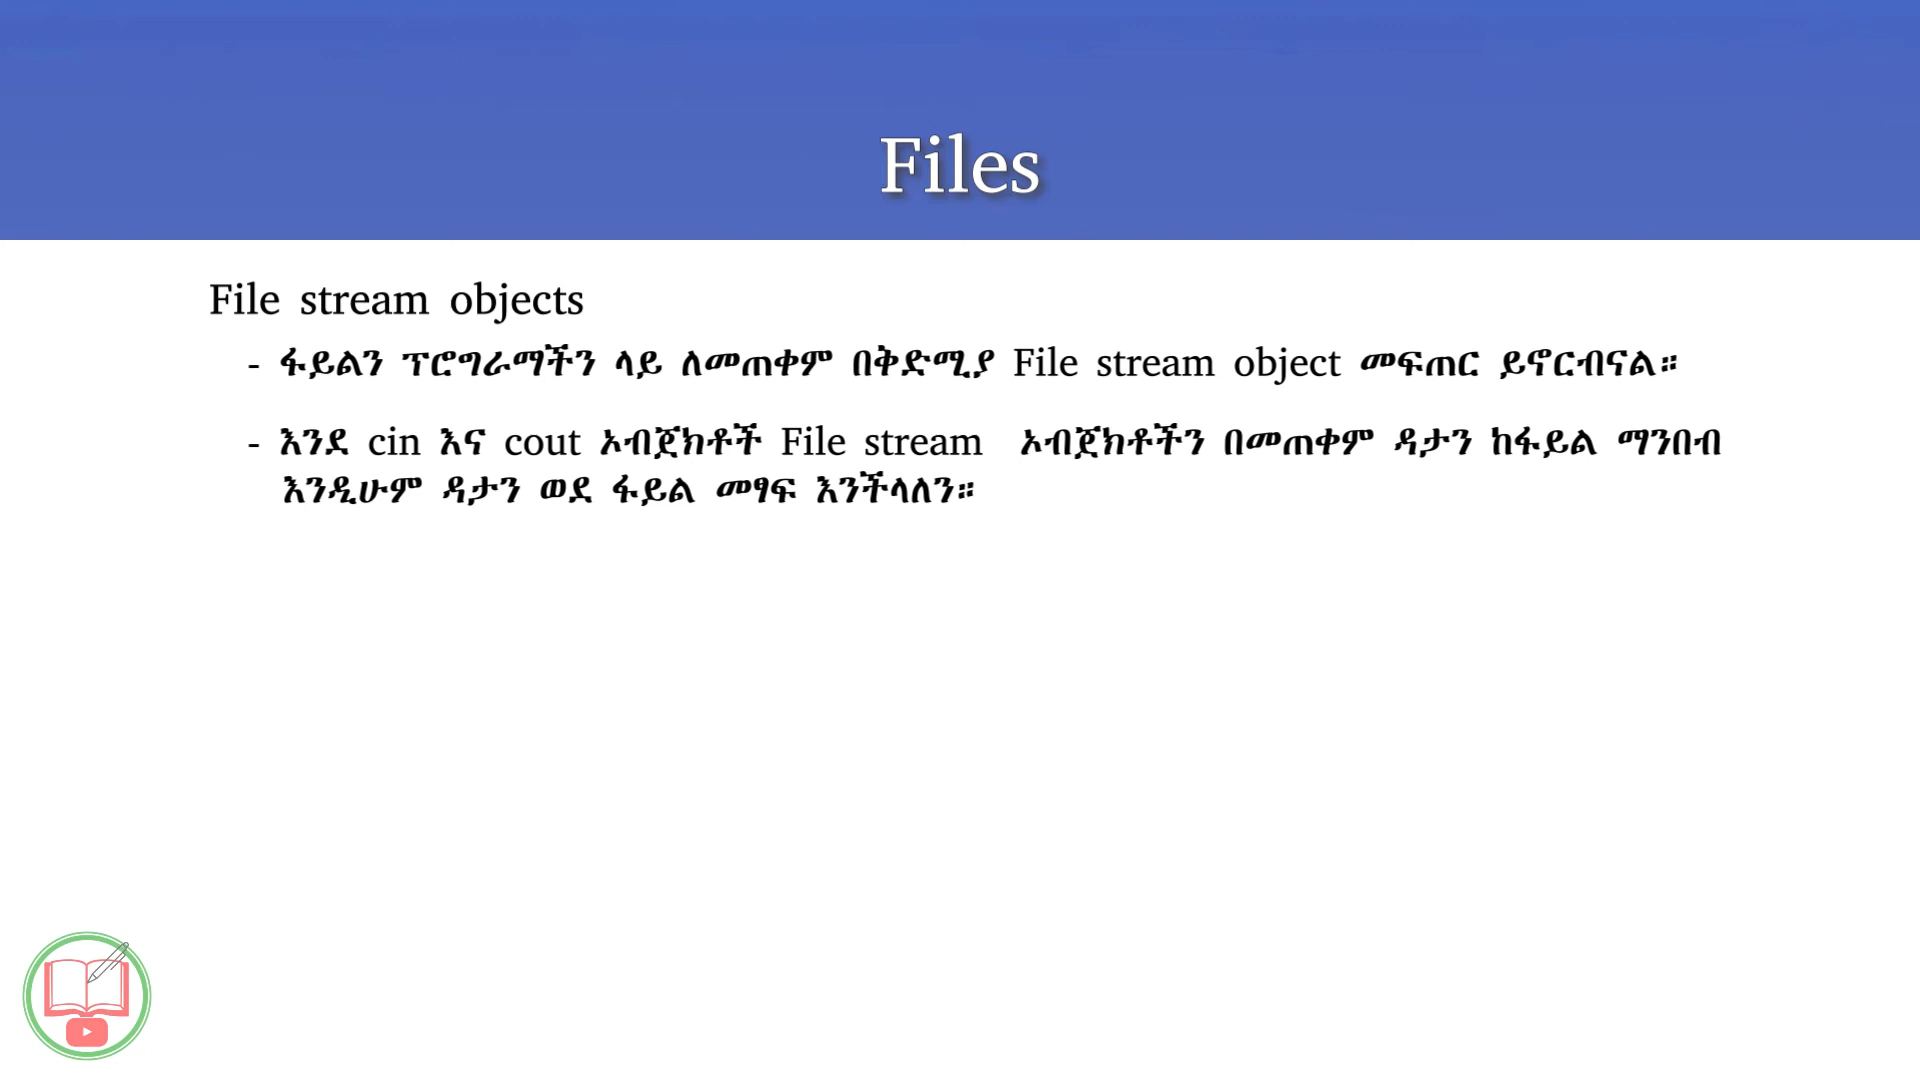 Files
File stream objects
- ፋይልን ፕሮግራማችን ላይ ለመጠቀም በቅድሚያ File stream object መፍጠር ይኖርብናል።
- እንደ cin እና cout ኦብጀክቶች File stream ኦብጀክቶችን በመጠቀም ዳታን ከፋይል ማንበብ
እንዲሁም ዳታን ወደ ፋይል መፃፍ እንችላለን።